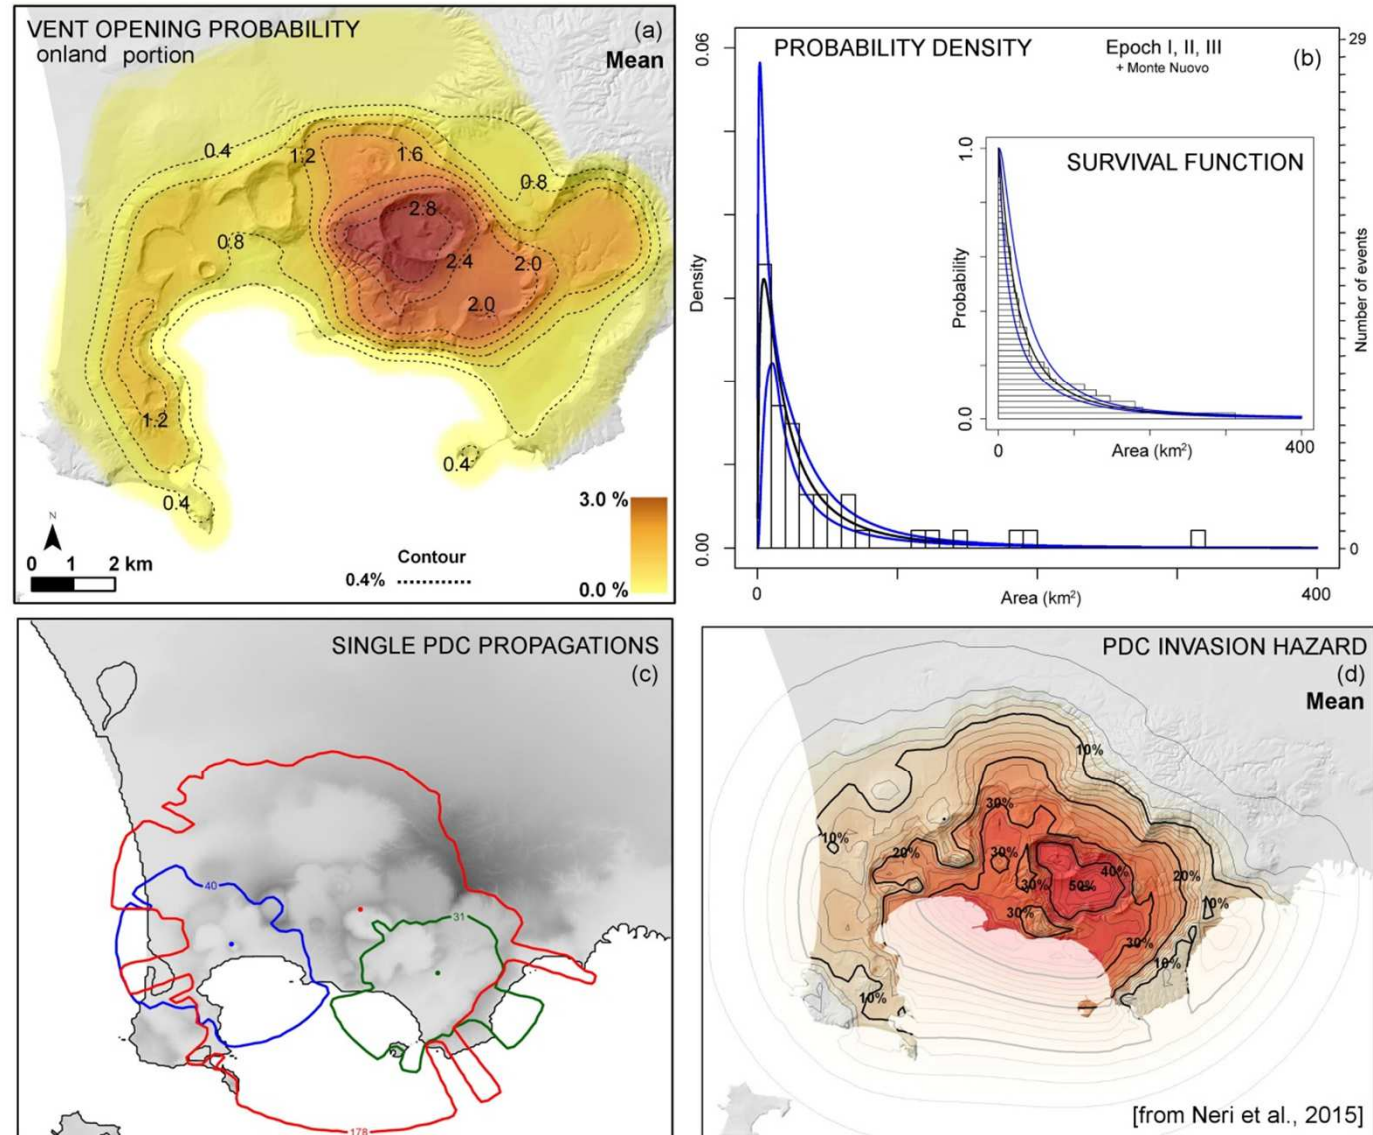 VENT OPENING PROBABILITY
onland portion
(a)
Mean
0.4
1.2
1.6
0.8
2.8
0.8
2.4
2.0
2.0
1.2
0.4
0.4
N
0 1 2 km
Contour
0.4%
3.0 %
0.0 %
PROBABILITY DENSITY
Epoch I, II, III
+ Monte Nuovo
(b)
0.06
Density
0.00
29
Number of events
0
0
Area (km²)
400
SURVIVAL FUNCTION
1.0
Probability
0.0
0
Area (km²)
400
SINGLE PDC PROPAGATIONS
(c)
40
31
178
PDC INVASION HAZARD
(d)
Mean
10%
30%
10%
20%
30%
40%
20%
30%
50%
10%
30%
30%
10%
10%
[from Neri et al., 2015]